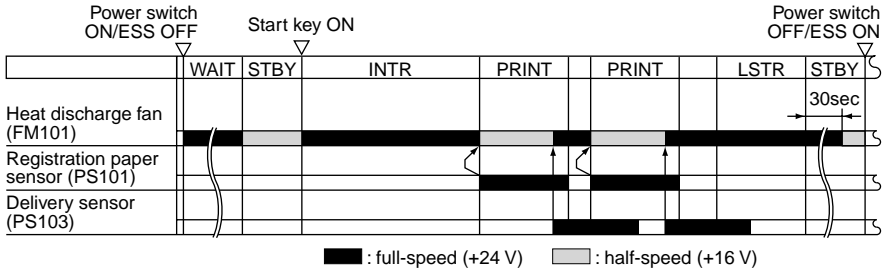 Power switch
ON/ESS OFF
Start key ON
Power switch
OFF/ESS ON
WAIT STBY INTR PRINT PRINT LSTR STBY
30sec
Heat discharge fan
(FM101)
Registration paper
sensor (PS101)
Delivery sensor
(PS103)
: full-speed (+24 V) : half-speed (+16 V)